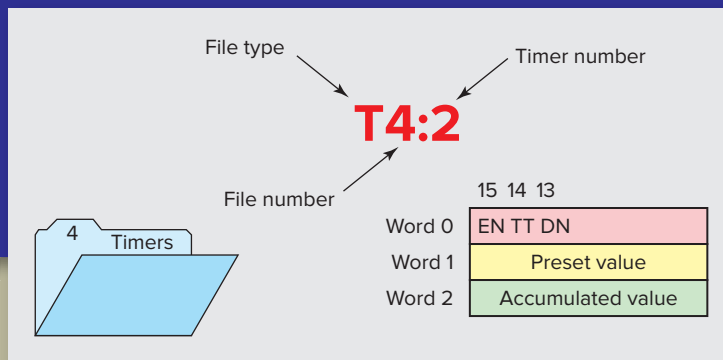 File type
Timer number
T4:2
File number
4
Timers
15 14 13
Word 0 EN TT DN
Word 1 Preset value
Word 2 Accumulated value